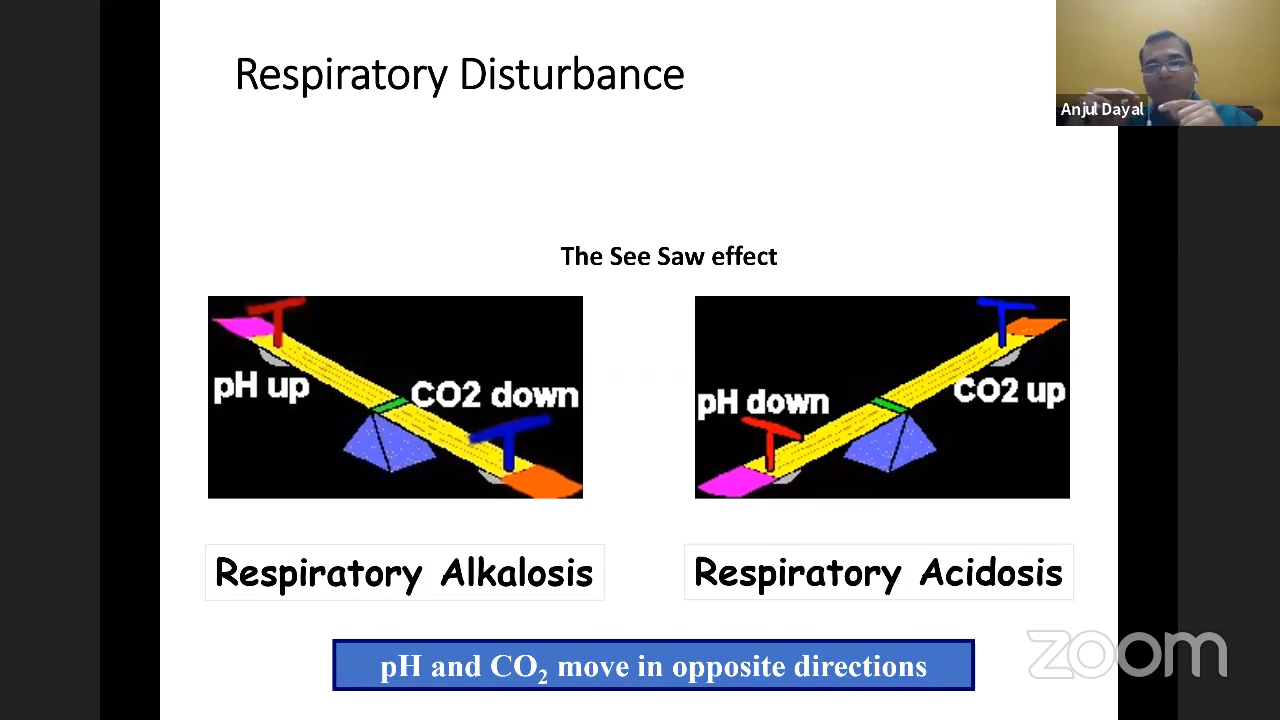 Respiratory Disturbance
Anjul Dayal
The See Saw effect
pH up
CO2 down
pH down
CO2 up
Respiratory Alkalosis
Respiratory Acidosis
pH and CO₂ move in opposite directions
zoom